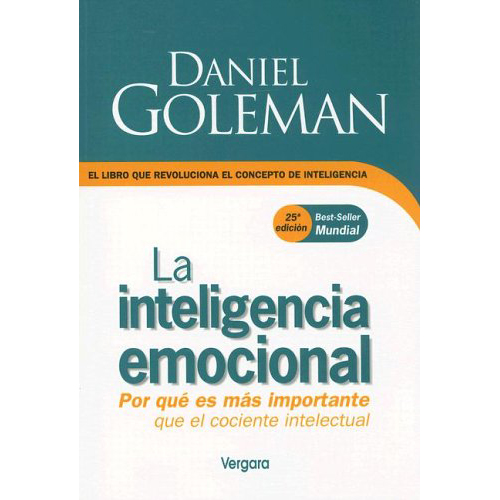 DANIEL
GOLEMAN
EL LIBRO QUE REVOLUCIONA EL CONCEPTO DE INTELIGENCIA
25ª edición
Best-Seller Mundial
La
inteligencia
emocional
Por qué es más importante
que el cociente intelectual
Vergara